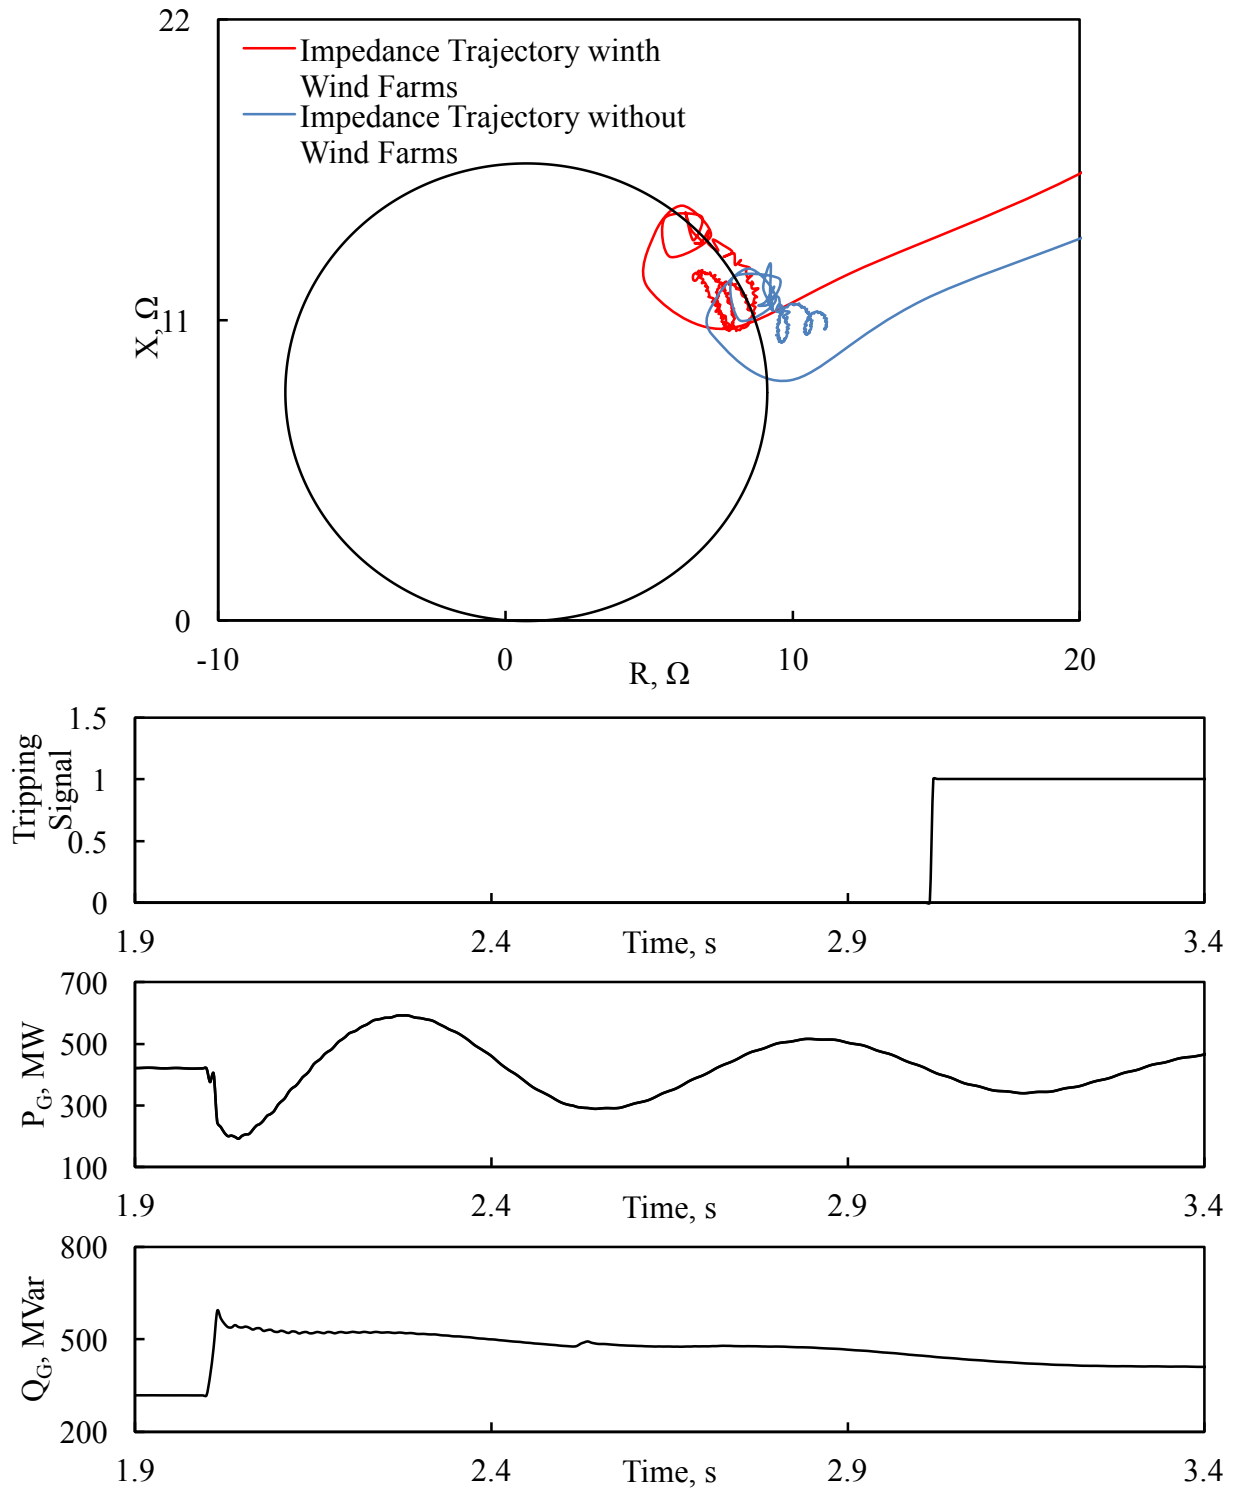 22
Impedance Trajectory winth
Wind Farms
Impedance Trajectory without
Wind Farms
X, Ω
11
0
-10 0 10 20
R, Ω
Tripping
Signal
1.5
1
0.5
0
1.9 2.4 2.9 3.4
Time, s
P_G, MW
700
500
300
100
1.9 2.4 2.9 3.4
Time, s
Q_G, MVar
800
500
200
1.9 2.4 2.9 3.4
Time, s